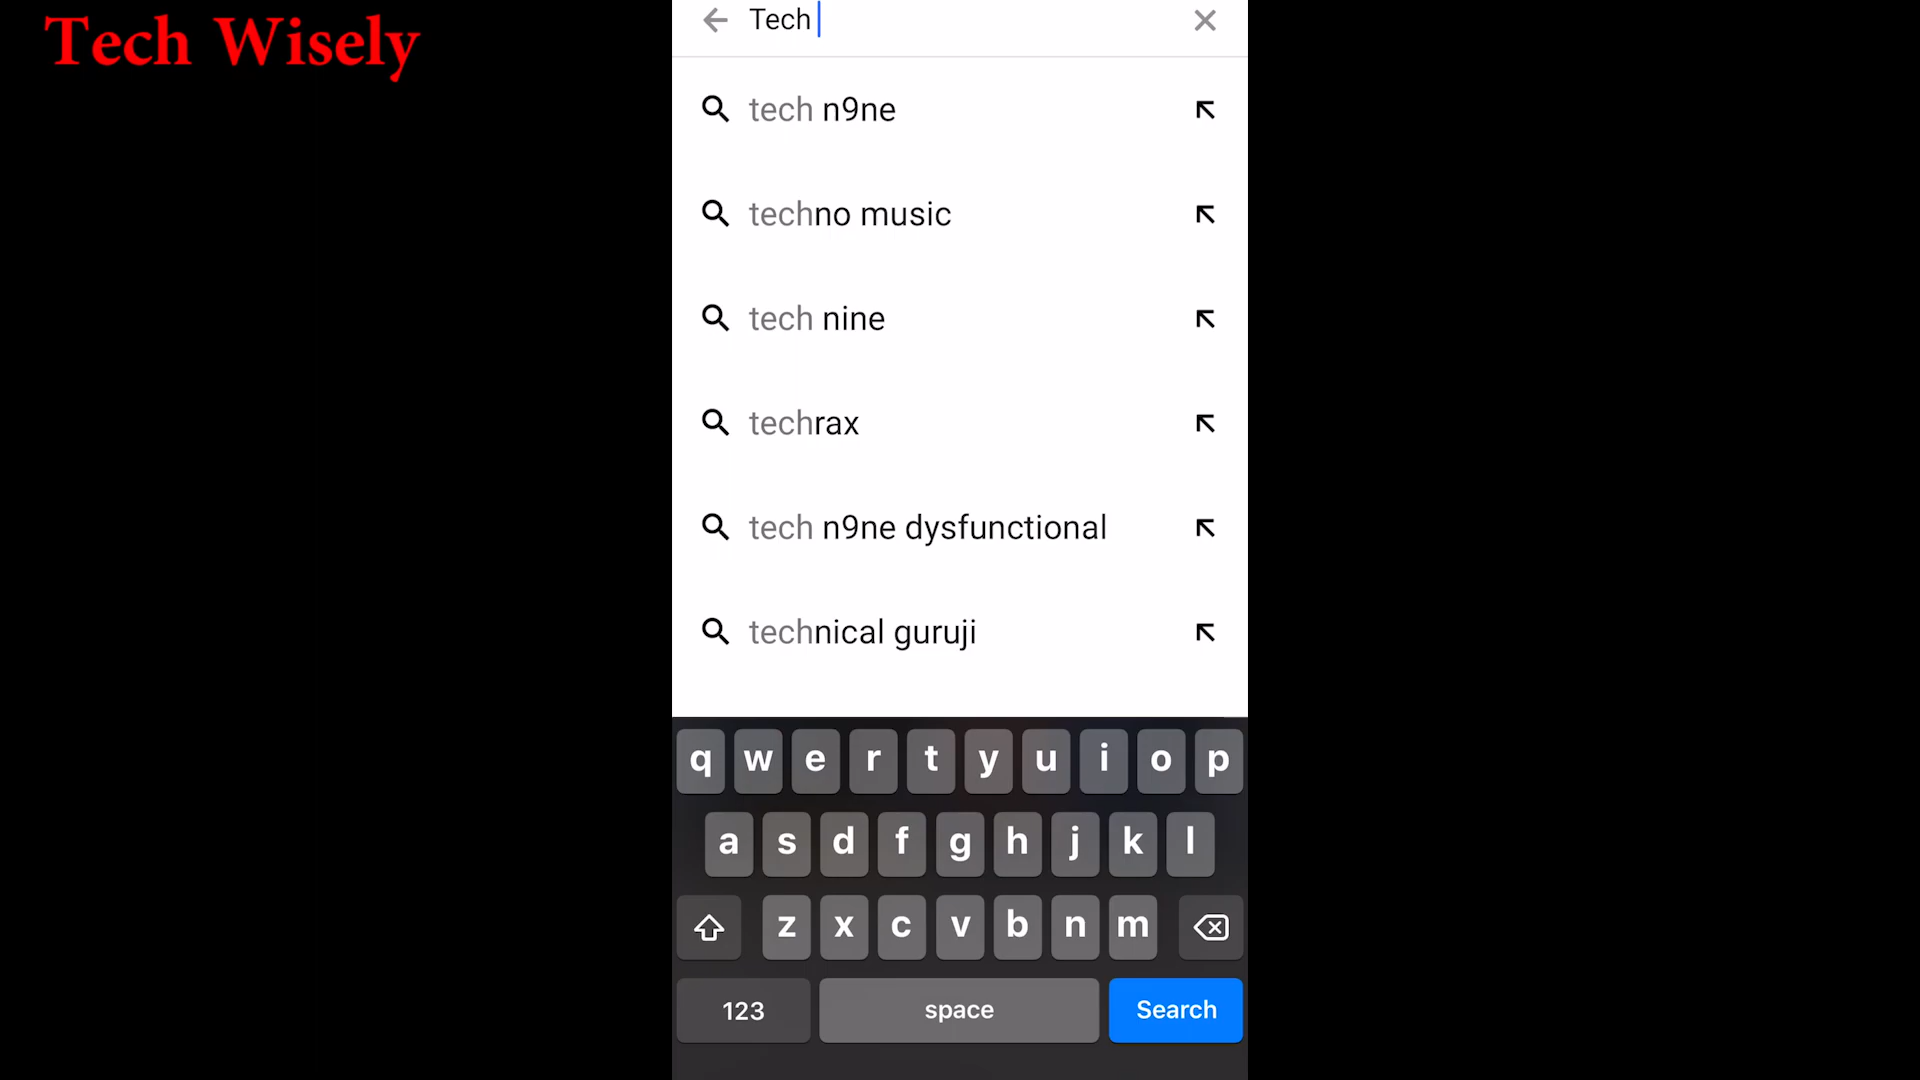 Tech Wisely
Tech
tech n9ne
techno music
tech nine
techrax
tech n9ne dysfunctional
technical guruji
q w e r t y u i o p
a s d f g h j k l
z x c v b n m
123 space Search